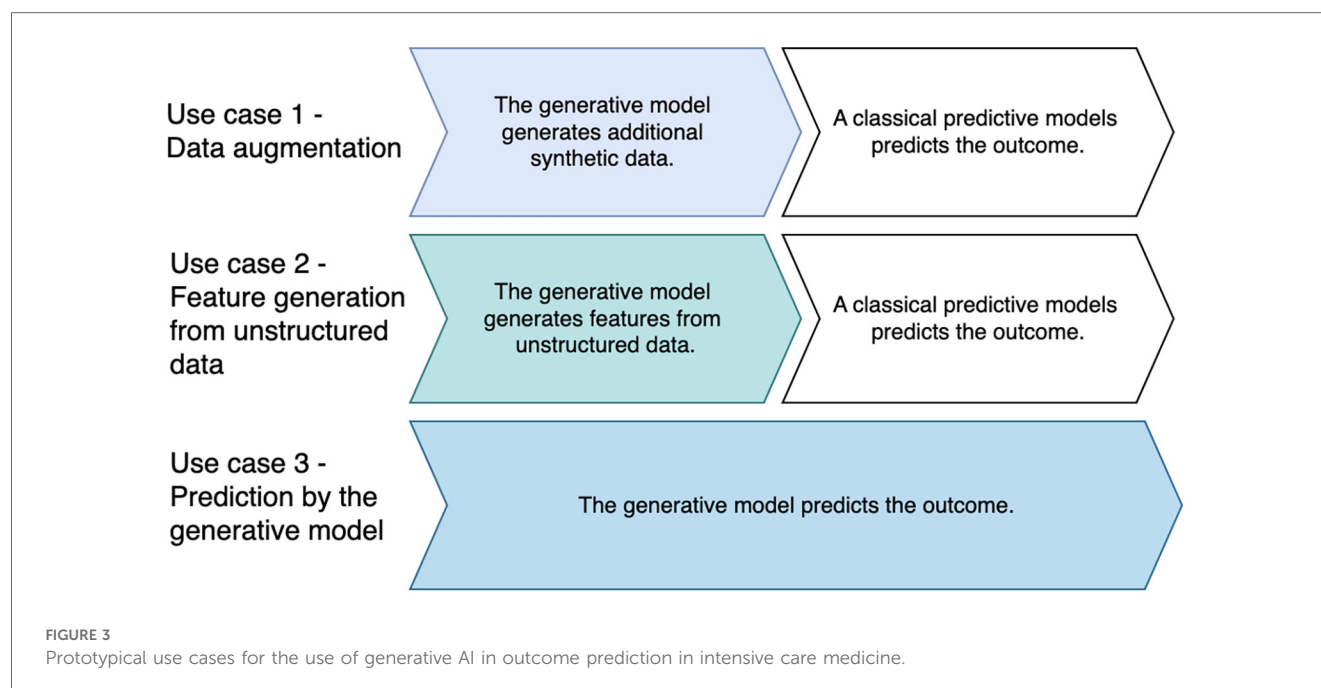 Use case 1 -
Data augmentation
The generative model
generates additional
synthetic data.
A classical predictive models
predicts the outcome.
Use case 2 -
Feature generation
from unstructured
data
The generative model
generates features from
unstructured data.
A classical predictive models
predicts the outcome.
Use case 3 -
Prediction by the
generative model
The generative model predicts the outcome.
FIGURE 3
Prototypical use cases for the use of generative AI in outcome prediction in intensive care medicine.